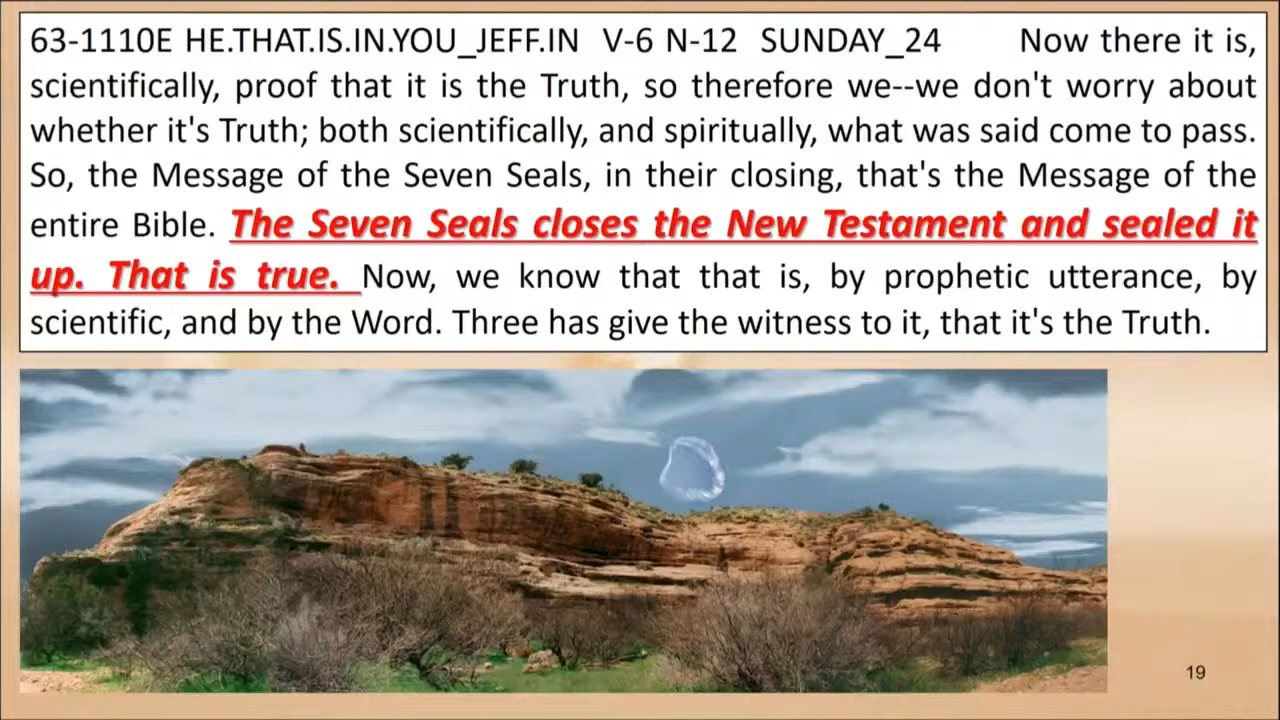 63-1110E HE.THAT.IS.IN.YOU_JEFF.IN V-6 N-12 SUNDAY_24 Now there it is,
scientifically, proof that it is the Truth, so therefore we--we don't worry about
whether it's Truth; both scientifically, and spiritually, what was said come to pass.
So, the Message of the Seven Seals, in their closing, that's the Message of the
entire Bible. The Seven Seals closes the New Testament and sealed it
up. That is true. Now, we know that that is, by prophetic utterance, by
scientific, and by the Word. Three has give the witness to it, that it's the Truth.
19